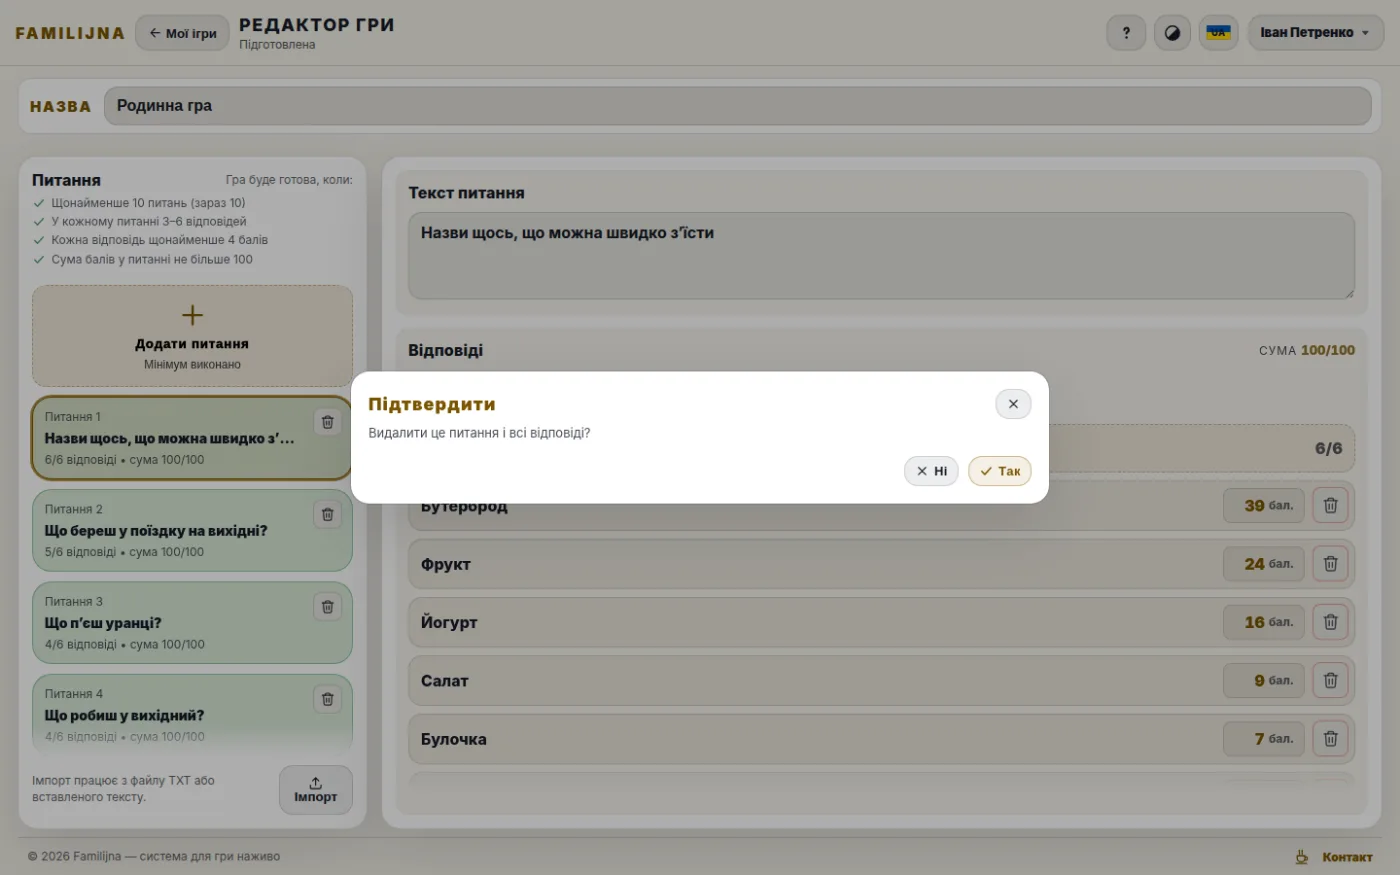 FAMILIJNA
Мої ігри
РЕДАКТОР ГРИ
Підготовлена
?
UA
Іван Петренко
НАЗВА
Родинна гра
Питання
Гра буде готова, коли:
Щонайменше 10 питань (зараз 10)
У кожному питанні 3–6 відповідей
Кожна відповідь щонайменше 4 балів
Сума балів у питанні не більше 100
Додати питання
Мінімум виконано
Питання 1
Назви щось, що можна швидко з’...
6/6 відповіді • сума 100/100
Питання 2
Що береш у поїздку на вихідні?
5/6 відповіді • сума 100/100
Питання 3
Що п’єш уранці?
4/6 відповіді • сума 100/100
Питання 4
Що робиш у вихідний?
4/6 відповіді • сума 100/100
Імпорт працює з файлу TXT або
вставленого тексту.
Імпорт
Текст питання
Назви щось, що можна швидко з’їсти
Відповіді
СУМА 100/100
6/6
Підтвердити
Видалити це питання і всі відповіді?
Ні
Так
Бутерброд
39 бал.
Фрукт
24 бал.
Йогурт
16 бал.
Салат
9 бал.
Булочка
7 бал.
© 2026 Familijna — система для гри наживо
Контакт